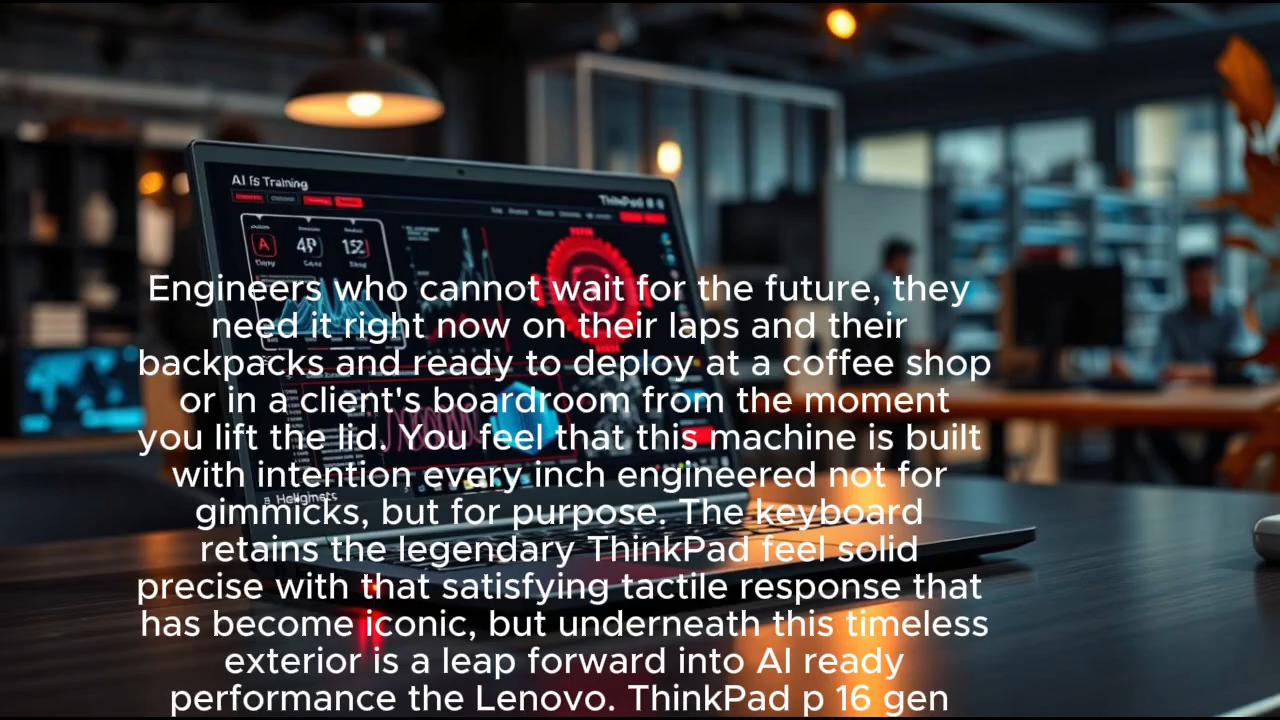 AI Is Training
ThinkPad
A
Engineers who cannot wait for the future, they
need it right now on their laps and their
backpacks and ready to deploy at a coffee shop
or in a client's boardroom from the moment
you lift the lid. You feel that this machine is built
with intention every inch engineered not for
gimmicks, but for purpose. The keyboard
retains the legendary ThinkPad feel solid
precise with that satisfying tactile response that
has become iconic, but underneath this timeless
exterior is a leap forward into AI ready
performance the Lenovo. ThinkPad p 16 gen